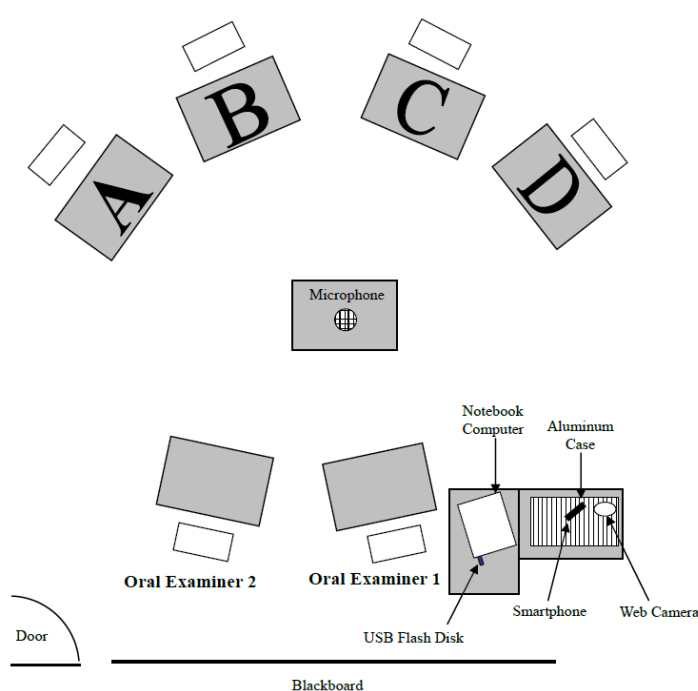 B
C
A
D
Microphone
Notebook
Computer
Aluminum
Case
Oral Examiner 2
Oral Examiner 1
Smartphone
Web Camera
USB Flash Disk
Door
Blackboard